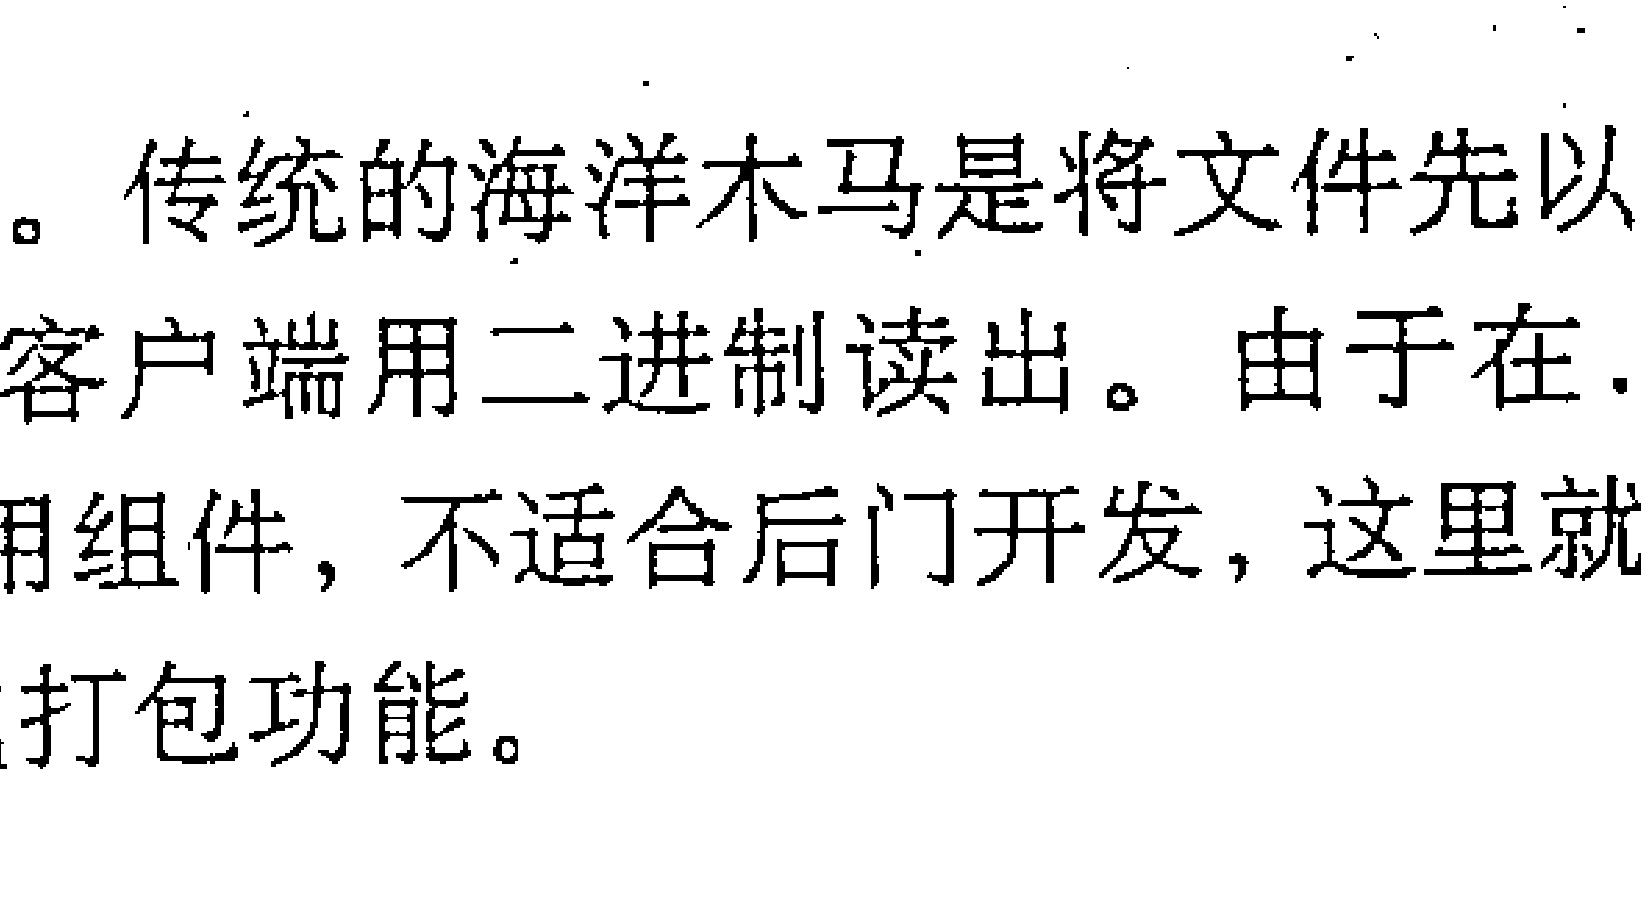 。传统的海洋木马是将文件先以
客户端用二进制读出。由于在.
用组件，不适合后门开发，这里就
打包功能。